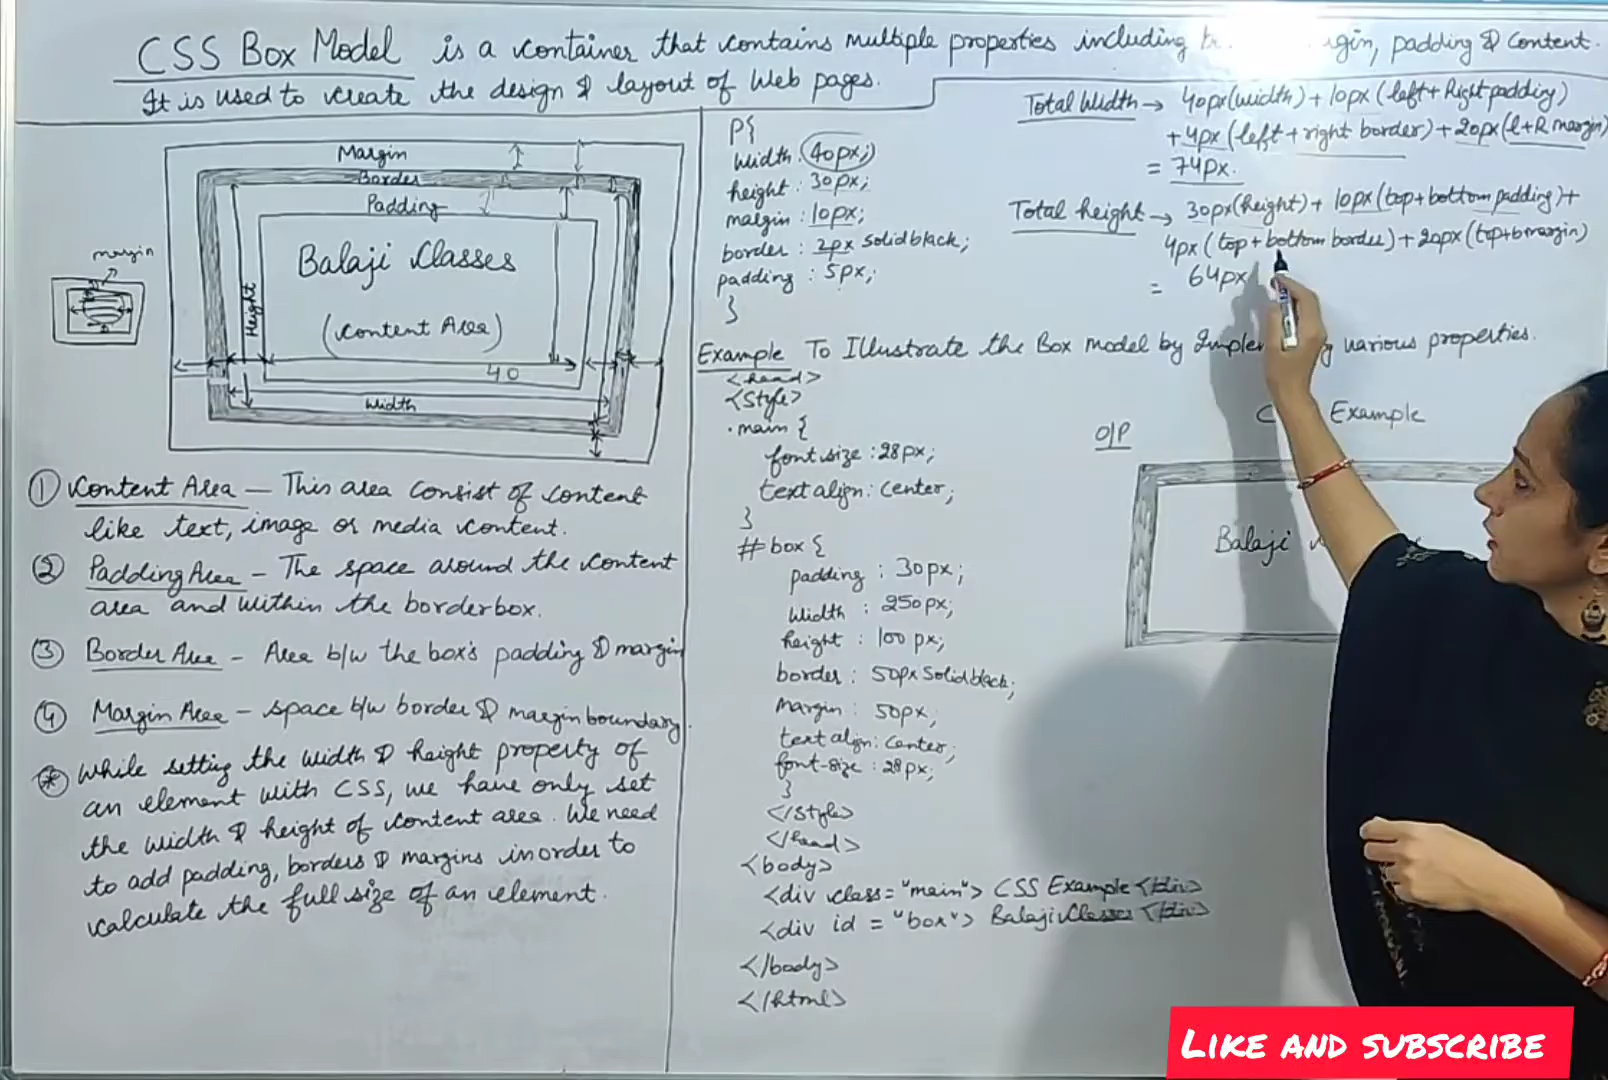 CSS Box Model is a container that contains multiple properties including gin, padding & Content.
It is used to create the design & layout of Web pages.
Margin
Border
Padding
Balaji Classes
(Content Area)
Height
40
Width
margin
① Content Area — This area consist of content
like text, image or media content.
② Padding Area - The space around the content
area and within the borderbox.
③ Border Area - Area b/w the box's padding & margin
④ Margin Area - space b/w border & margin boundary.
* While setting the width & height property of
an element with CSS, we have only set
the width & height of content area. We need
to add padding, borders & margins inorder to
calculate the full size of an element.
P{
width: 40px;
height: 30px;
margin: 10px;
border: 2px solid black;
padding: 5px;
}
Total Width → 40px(width) + 10px (left+Right padding)
+ 4px (left + right border) + 20px (l+R margin)
= 74px.
Total height → 30px(height) + 10px (top+bottom padding) +
4px (top + bottom border) + 20px (top+bmargin)
= 64px
Example To Illustrate the Box model by Imple g various properties.
<head>
<style>
.main {
font size : 28px;
text align: Center;
}
# box {
padding : 30px;
width : 250px;
height : 100px;
border : 50px Solid black;
margin : 50px;
text align: Center;
font-size : 28px;
}
</style>
</head>
<body>
<div class="main"> CSS Example </div>
<div id = "box"> Balaji Classes </div>
</body>
</html>
O/P
C Example
Balaji
LIKE AND SUBSCRIBE